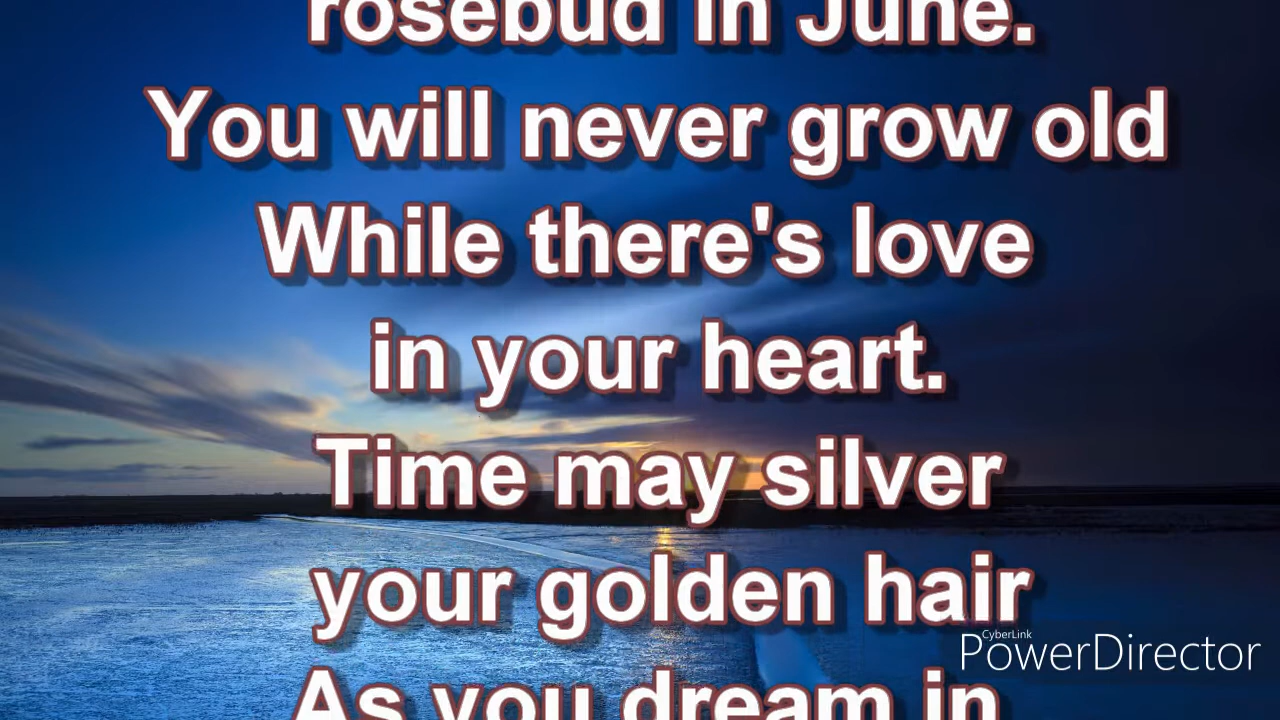 rosebud in June.
You will never grow old
While there's love
in your heart.
Time may silver
your golden hair
As you dream in
CyberLink
PowerDirector